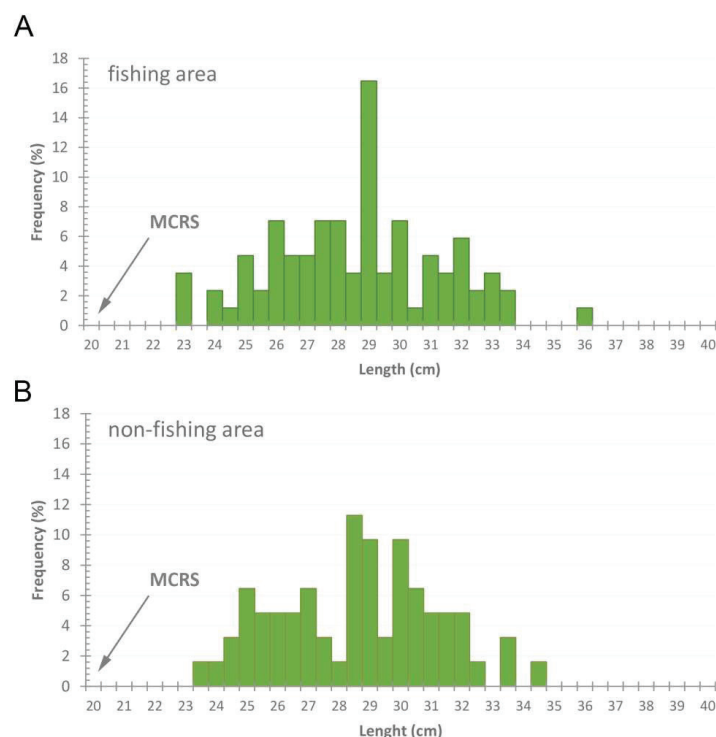 A
fishing area
18
16
14
12
10
8
6
4
2
0
Frequency (%)
MCRS
20 21 22 23 24 25 26 27 28 29 30 31 32 33 34 35 36 37 38 39 40
Length (cm)
B
non-fishing area
18
16
14
12
10
8
6
4
2
0
Frequency (%)
MCRS
20 21 22 23 24 25 26 27 28 29 30 31 32 33 34 35 36 37 38 39 40
Lenght (cm)